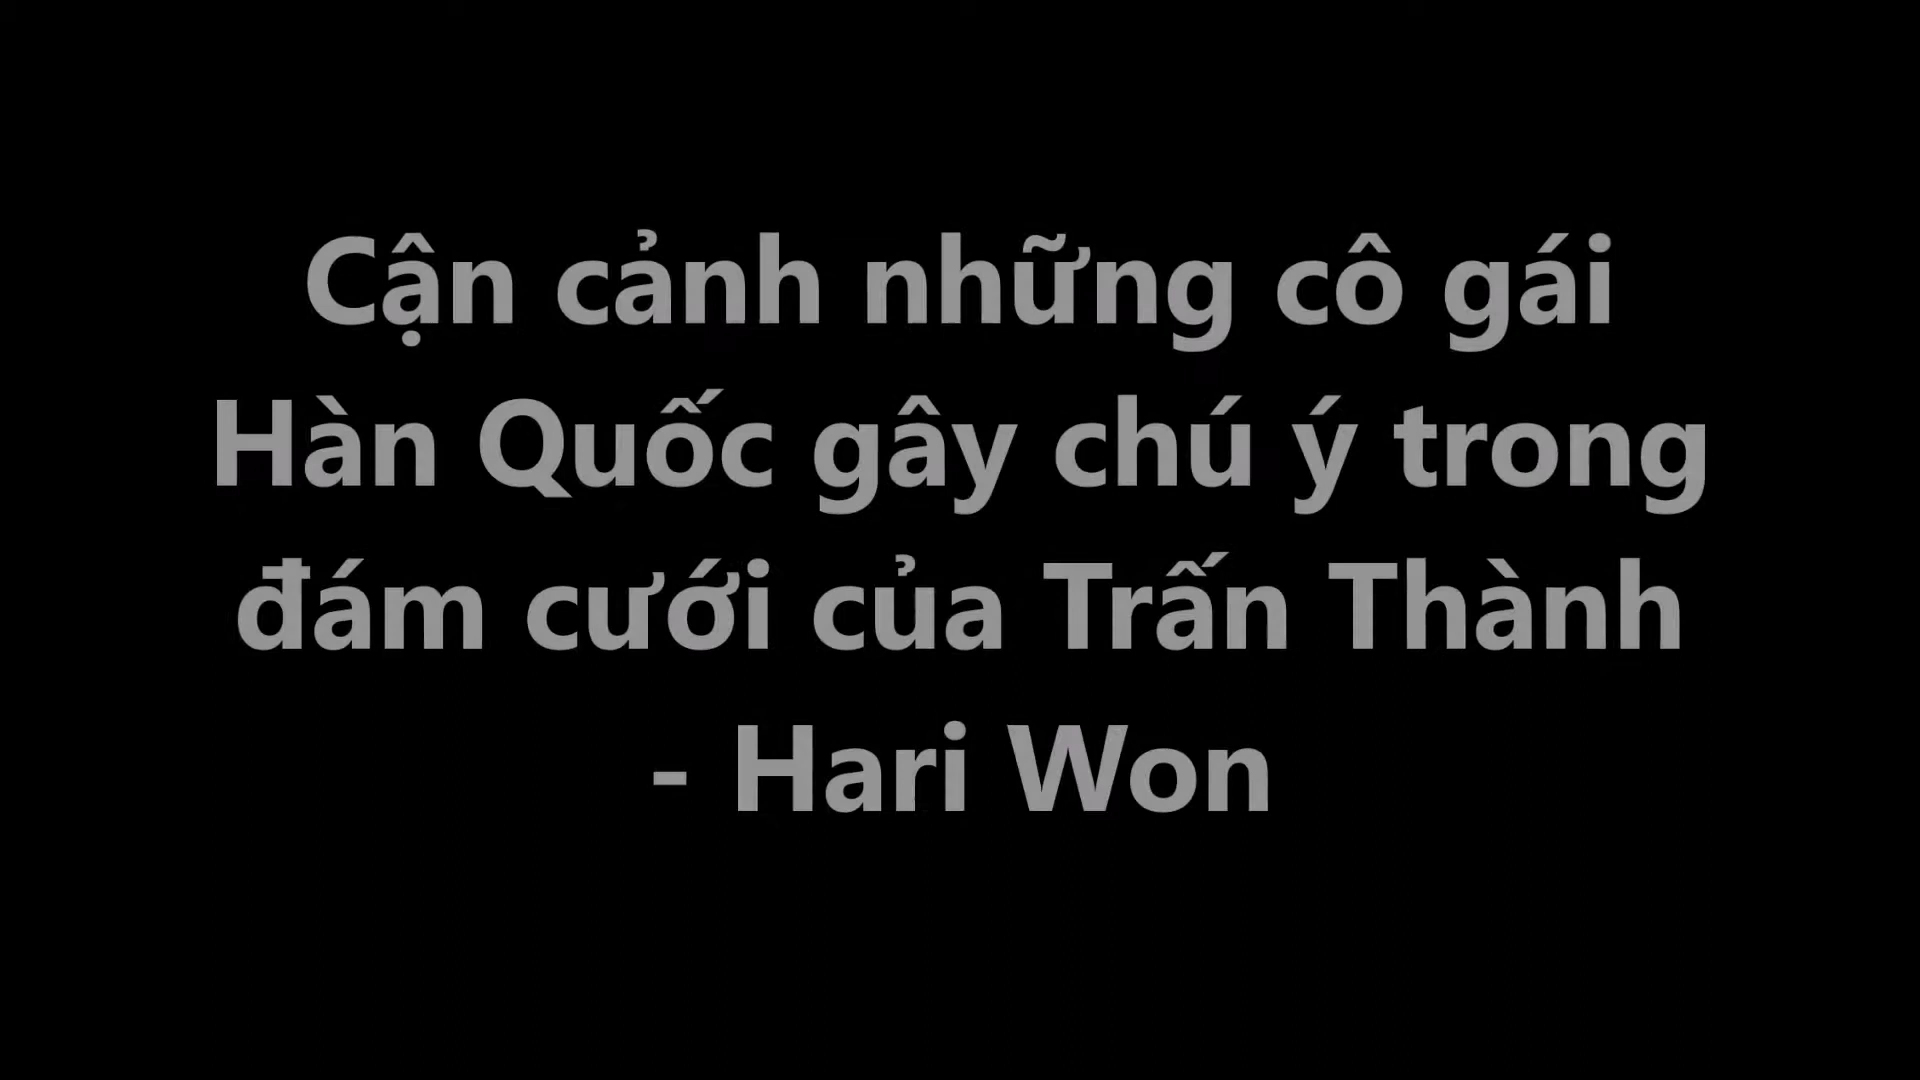 Cận cảnh những cô gái
Hàn Quốc gây chú ý trong
đám cưới của Trấn Thành
- Hari Won